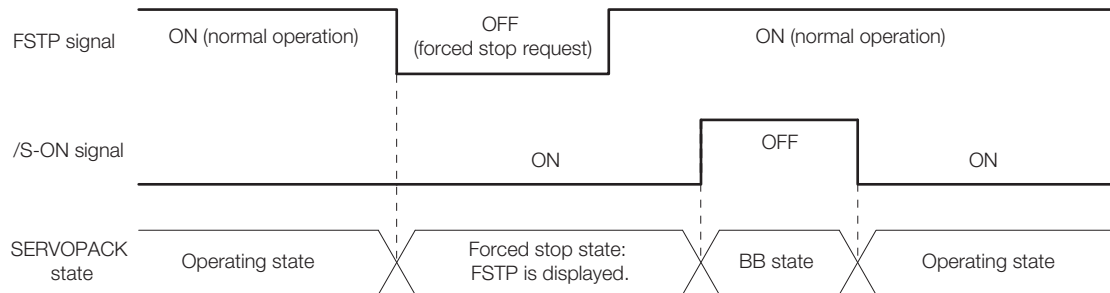 FSTP signal
ON (normal operation)
OFF
(forced stop request)
ON (normal operation)
/S-ON signal
ON
OFF
ON
SERVOPACK
state
Operating state
Forced stop state:
FSTP is displayed.
BB state
Operating state